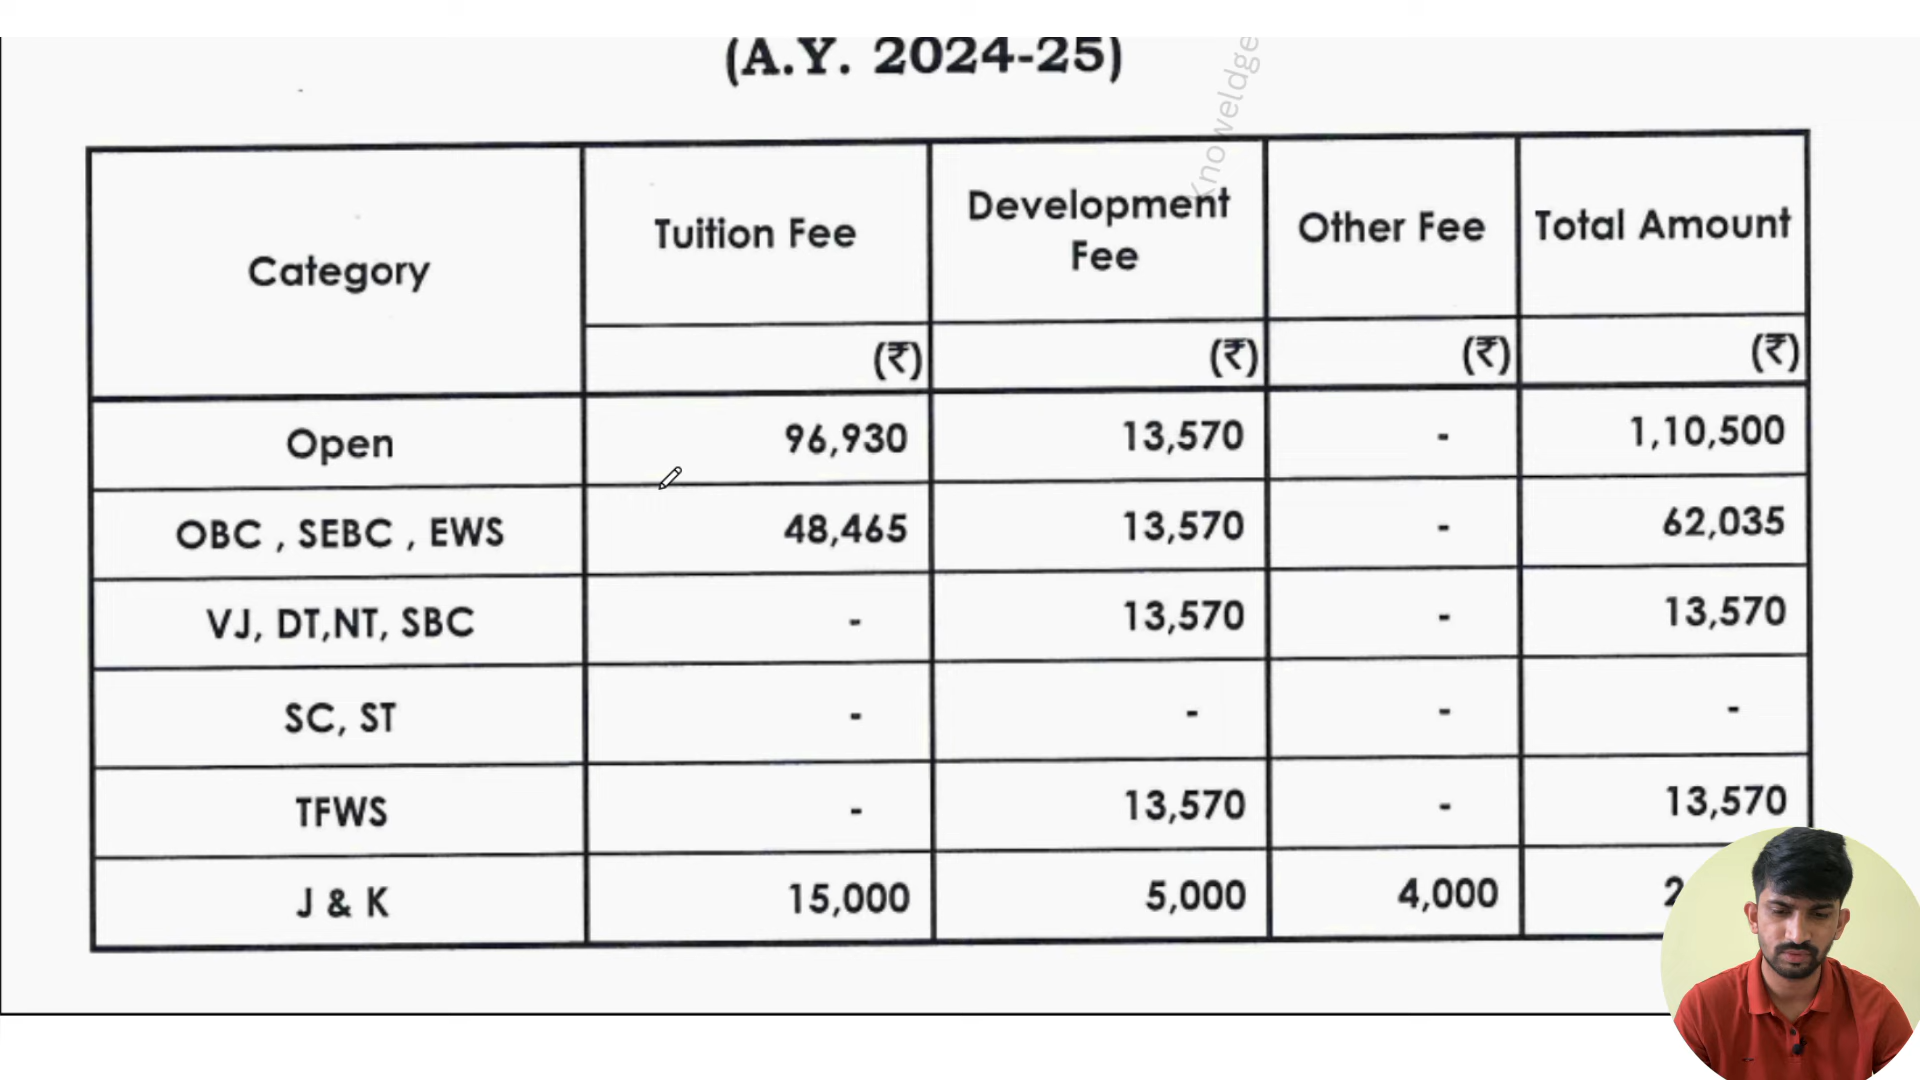 (A.Y. 2024-25)
Knoweldge
Category Tuition Fee Development Fee Other Fee Total Amount
(₹) (₹) (₹) (₹)
Open 96,930 13,570 - 1,10,500
OBC , SEBC , EWS 48,465 13,570 - 62,035
VJ, DT,NT, SBC - 13,570 - 13,570
SC, ST - - - -
TFWS - 13,570 - 13,570
J & K 15,000 5,000 4,000